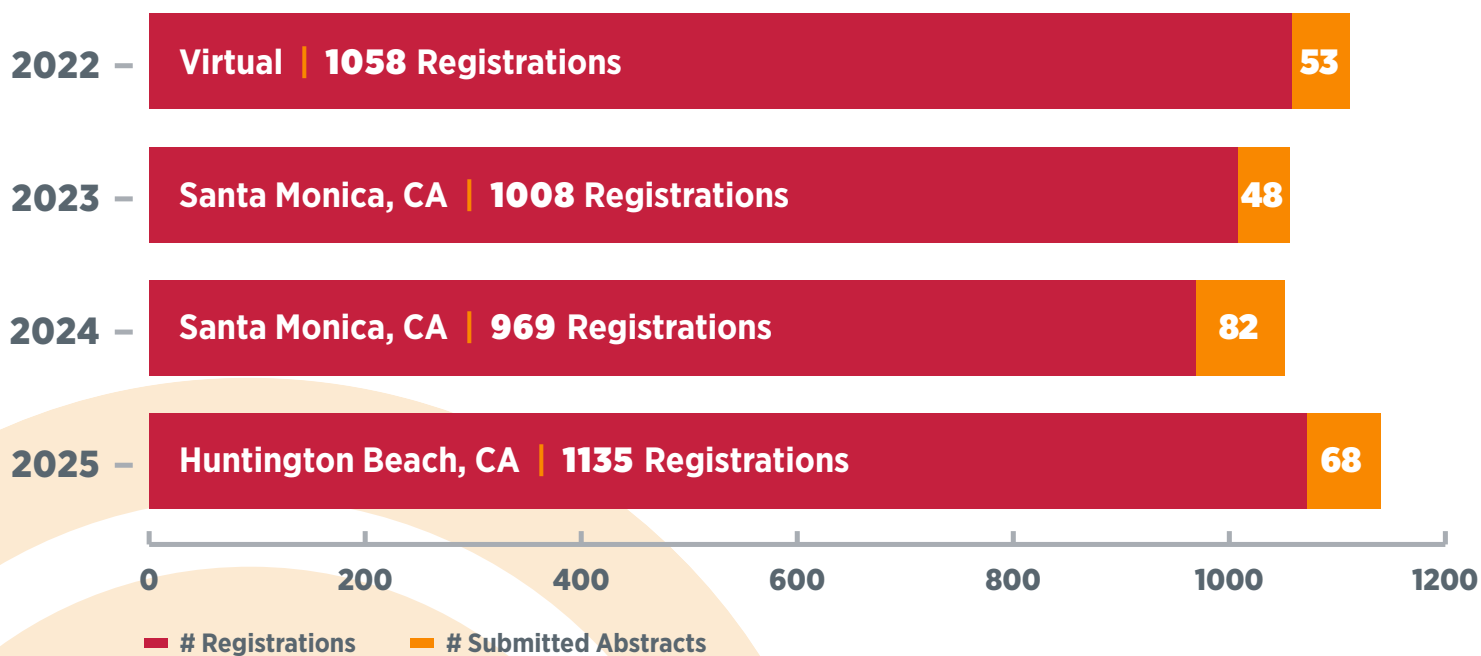 2022 Virtual | 1058 Registrations 53
2023 Santa Monica, CA | 1008 Registrations 48
2024 Santa Monica, CA | 969 Registrations 82
2025 Huntington Beach, CA | 1135 Registrations 68
0 200 400 600 800 1000 1200
# Registrations # Submitted Abstracts